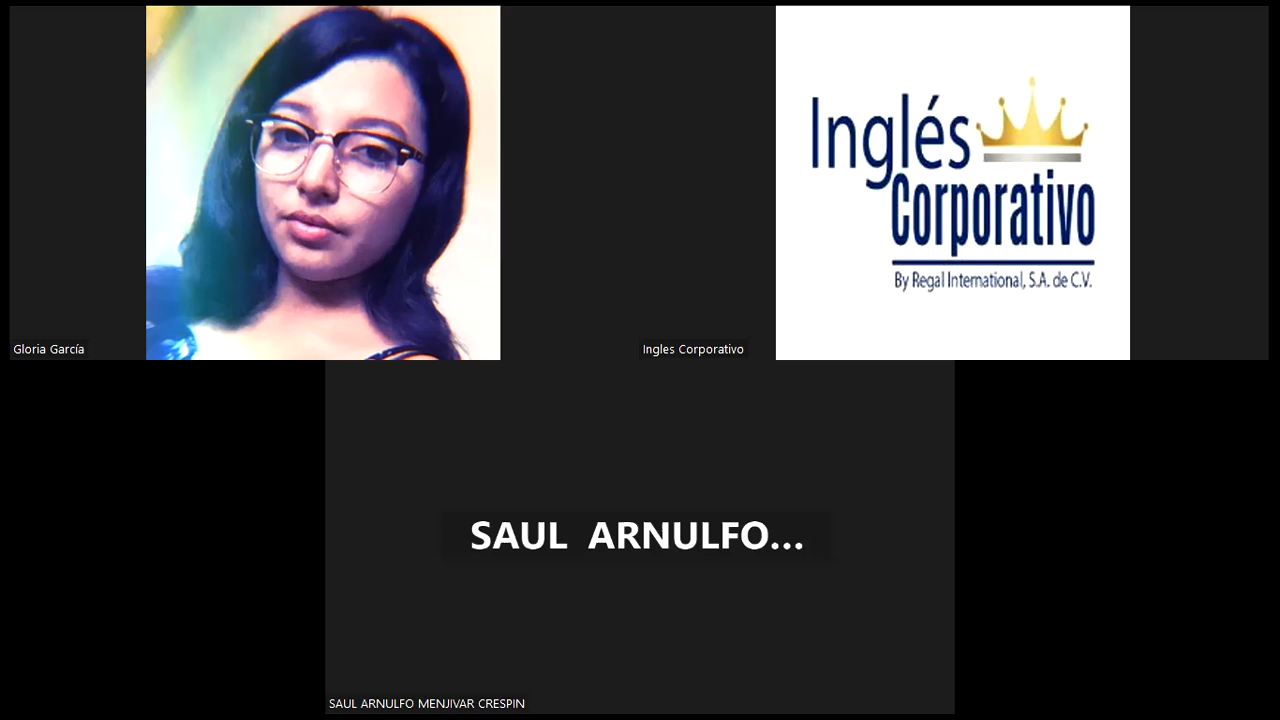 Inglés
Corporativo
By Regal International, S.A. de C.V.
Gloria García
Ingles Corporativo
SAUL ARNULFO...
SAUL ARNULFO MENJIVAR CRESPIN